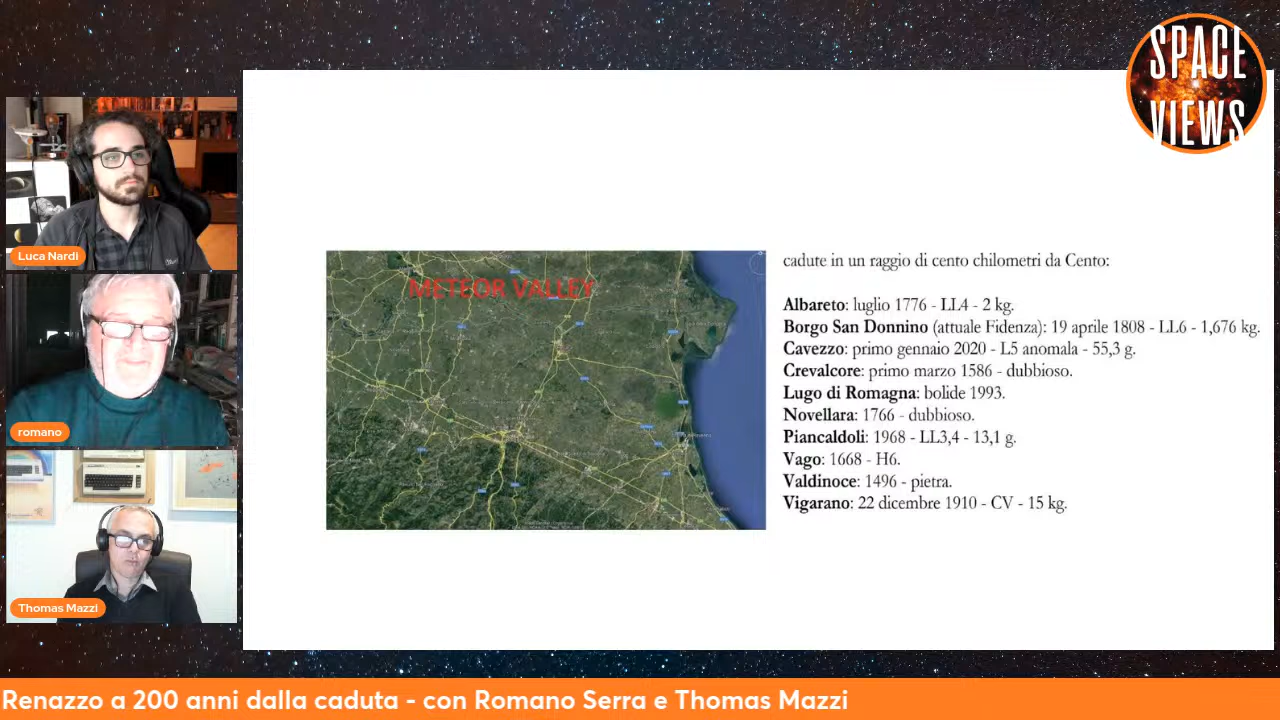 SPACE
VIEWS
METEOR VALLEY
cadute in un raggio di cento chilometri da Cento:
Albareto: luglio 1776 - LL4 - 2 kg.
Borgo San Donnino (attuale Fidenza): 19 aprile 1808 - LL6 - 1,676 kg.
Cavezzo: primo gennaio 2020 - L5 anomala - 55,3 g.
Crevalcore: primo marzo 1586 - dubbioso.
Lugo di Romagna: bolide 1993.
Novellara: 1766 - dubbioso.
Piancaldoli: 1968 - LL3,4 - 13,1 g.
Vago: 1668 - H6.
Valdinoce: 1496 - pietra.
Vigarano: 22 dicembre 1910 - CV - 15 kg.
Luca Nardi
romano
Thomas Mazzi
Renazzo a 200 anni dalla caduta - con Romano Serra e Thomas Mazzi